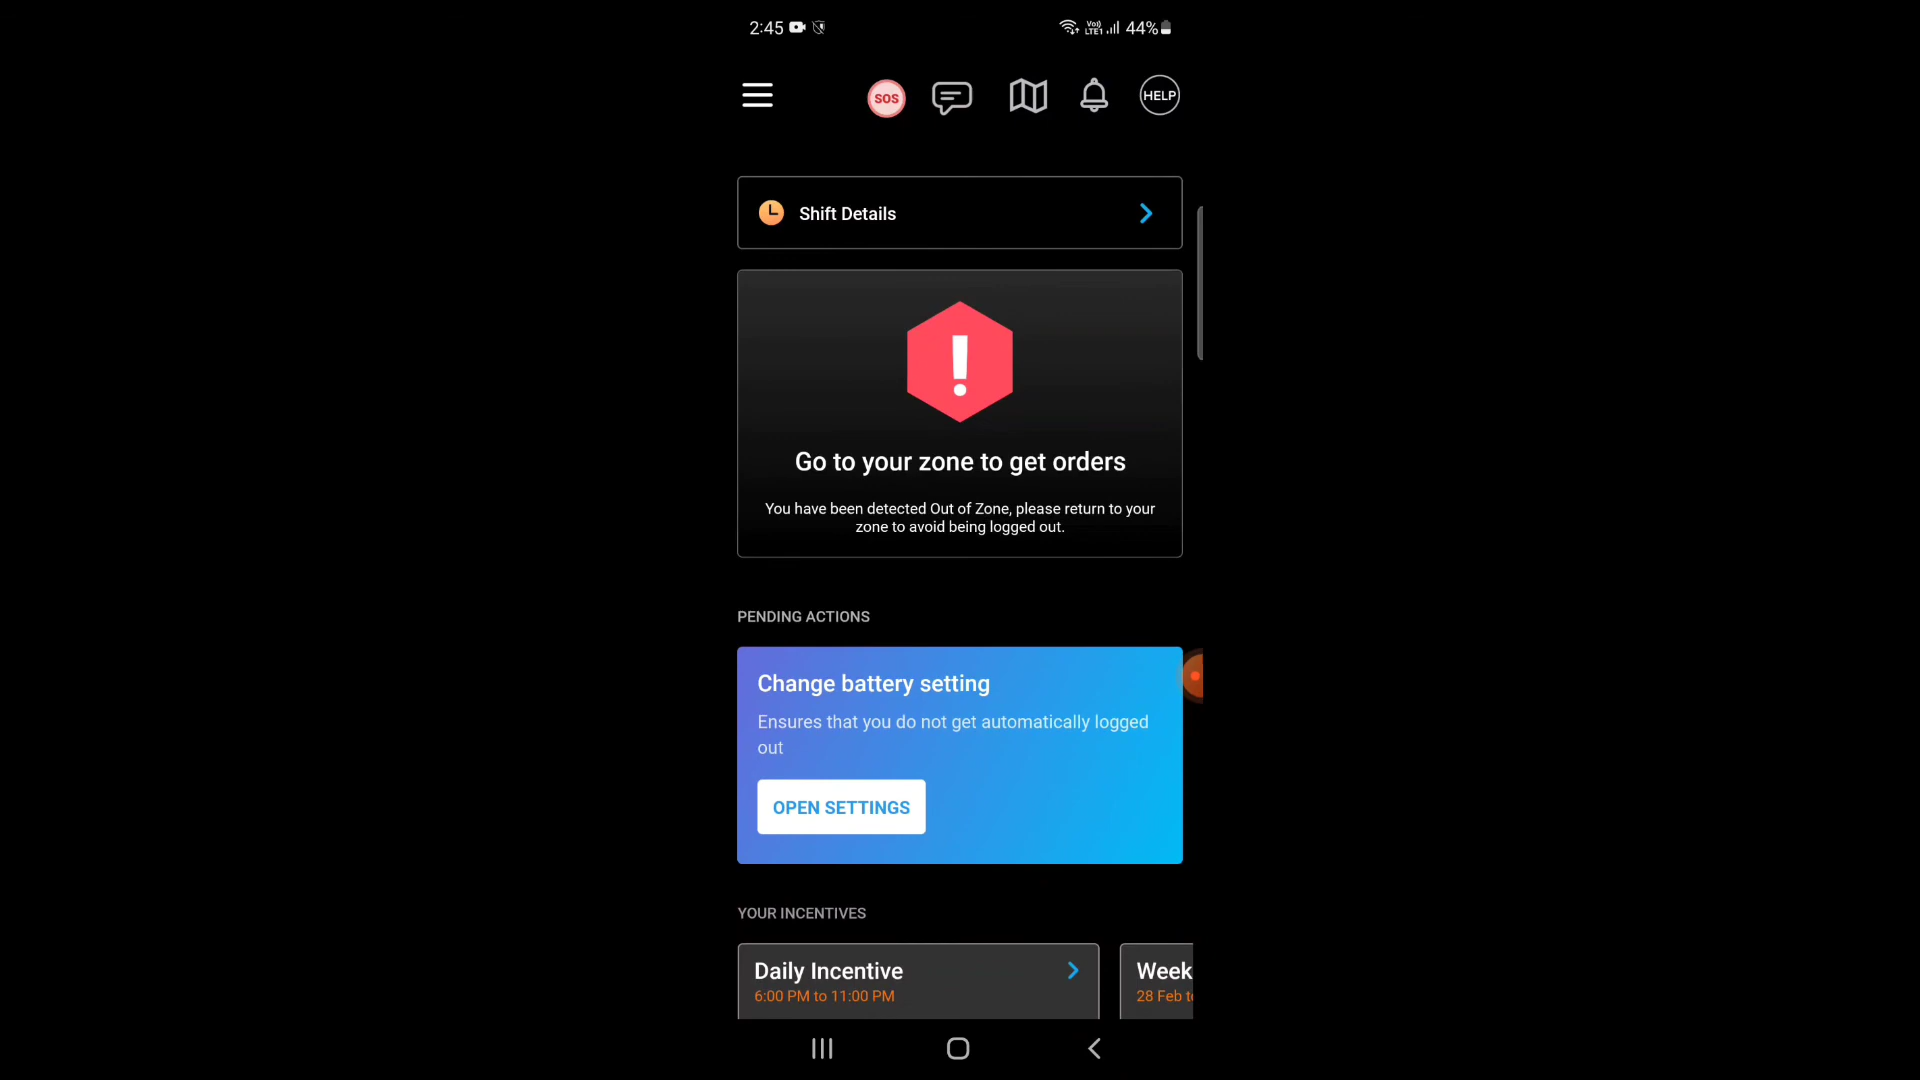 2:45
Vo)) LTE1 44%
SOS
HELP
Shift Details
Go to your zone to get orders
You have been detected Out of Zone, please return to your
zone to avoid being logged out.
PENDING ACTIONS
Change battery setting
Ensures that you do not get automatically logged
out
OPEN SETTINGS
YOUR INCENTIVES
Daily Incentive
6:00 PM to 11:00 PM
Week
28 Feb to